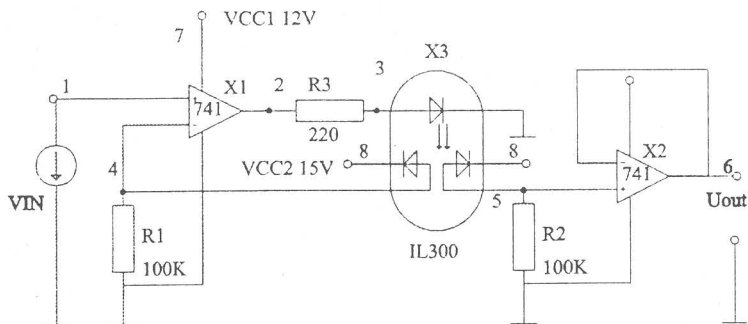 7 VCC1 12V
X3
1
X1
2
R3
3
+
741
-
220
X2
VCC2 15V
8
8
4
-
741
+
6
VIN
5
Uout
R1
R2
IL300
100K
100K